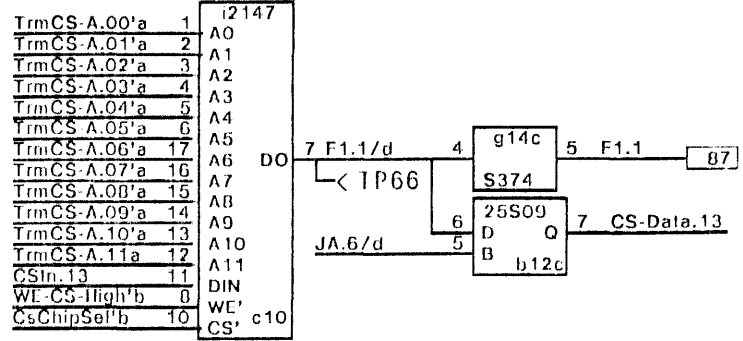 i2147
TrmCS-A.00'a 1 A0
TrmCS-A.01'a 2 A1
TrmCS-A.02'a 3 A2
TrmCS-A.03'a 4 A3
TrmCS-A.04'a 5 A4
TrmCS-A.05'a 6 A5
TrmCS-A.06'a 17 A6
TrmCS-A.07'a 16 A7
TrmCS-A.08'a 15 A8
TrmCS-A.09'a 14 A9
TrmCS-A.10'a 13 A10
TrmCS-A.11a 12 A11
CSIn.13 11 DIN
WE-CS-High'b 8 WE'
CsChipSel'b 10 CS'
c10
DO 7 F1.1/d 4 g14c 5 F1.1 87
< TP66
S374
25S09
6 D Q 7 CS-Data.13
JA.6/d 5 B
b12c